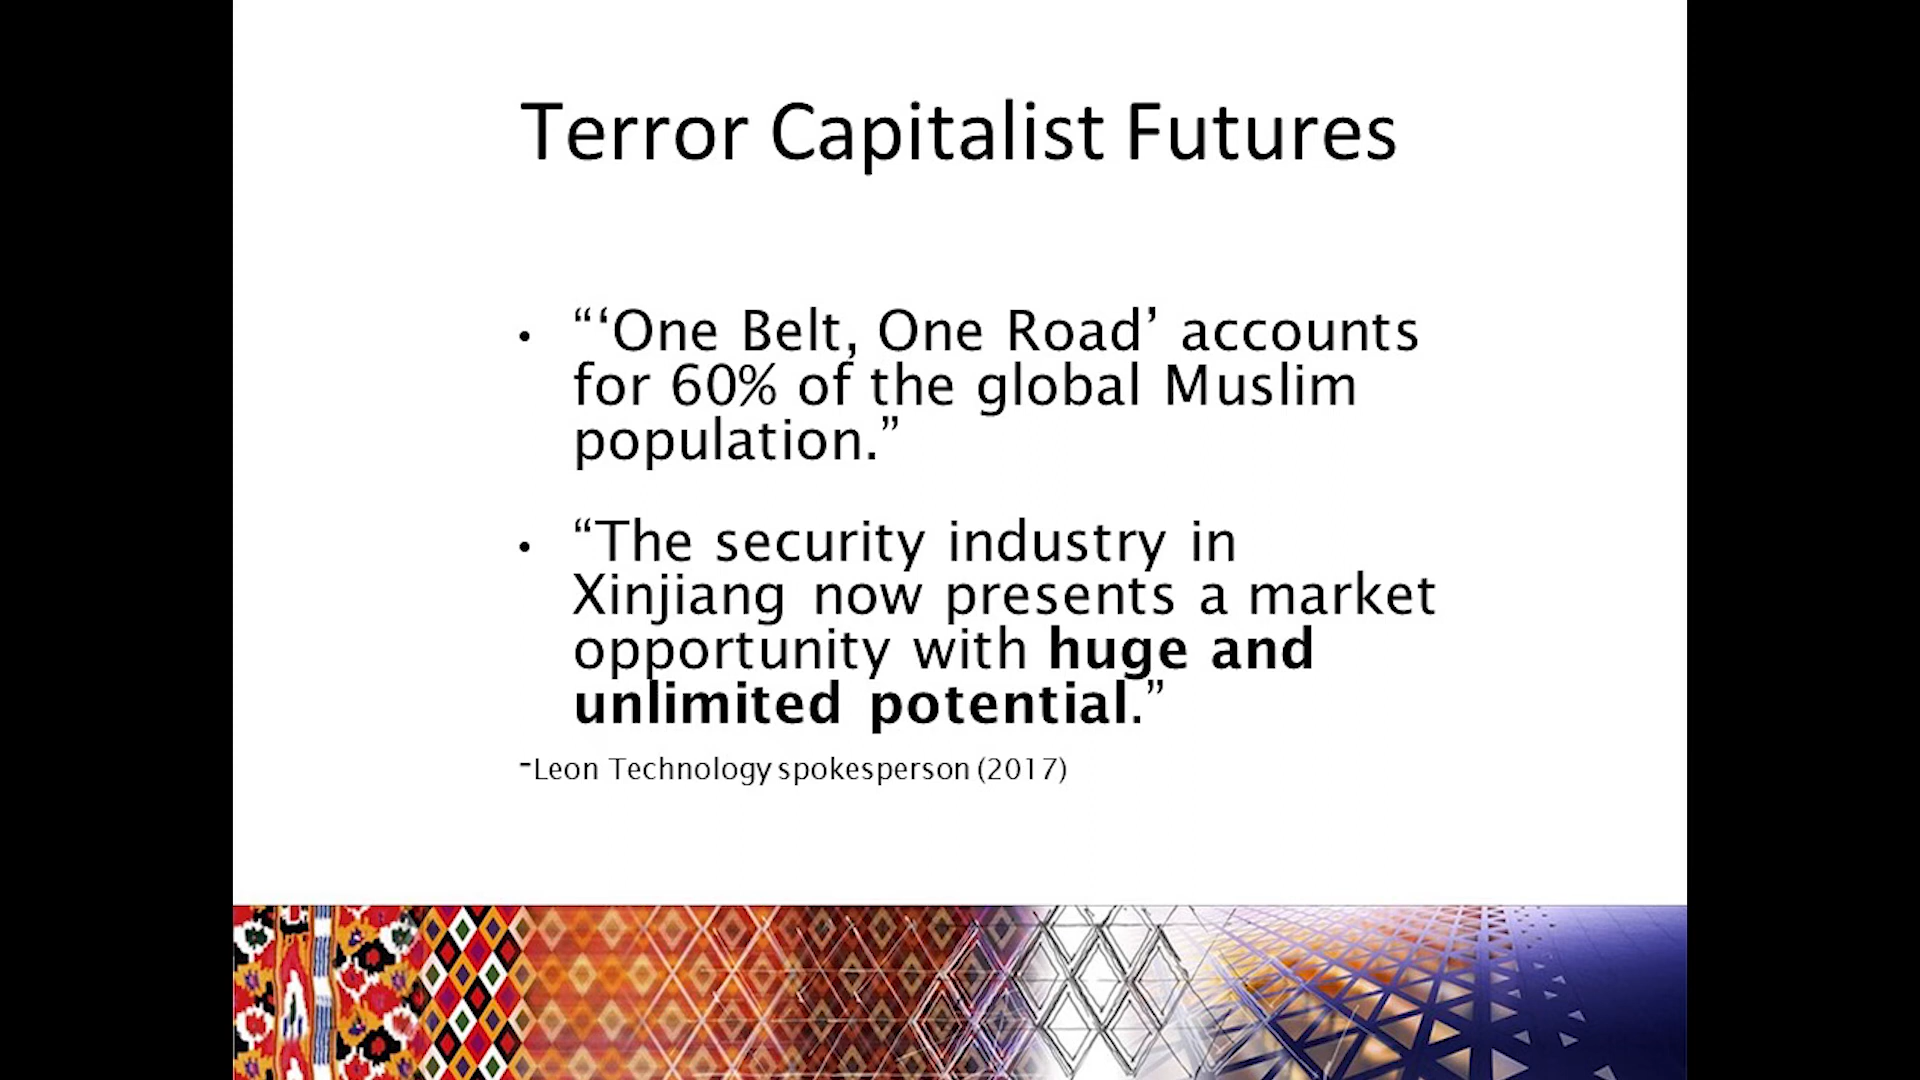 Terror Capitalist Futures
• “‘One Belt, One Road’ accounts
for 60% of the global Muslim
population.”
• “The security industry in
Xinjiang now presents a market
opportunity with huge and
unlimited potential.”
-Leon Technology spokesperson (2017)